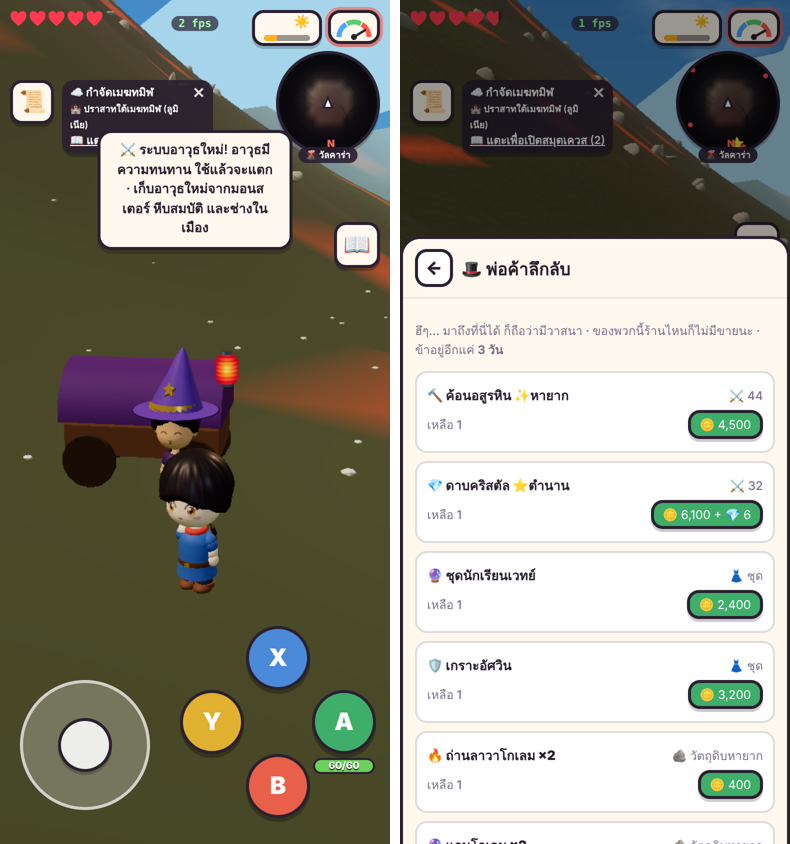 2 fps
☁️ กำจัดเมฆทมิฬ ✕
🏰 ปราสาทใต้เมฆทมิฬ (ลูมิ
เนีย)
📖 แต
⚔️ ระบบอาวุธใหม่! อาวุธมี
ความทนทาน ใช้แล้วจะแตก
· เก็บอาวุธใหม่จากมอนส
เตอร์ หีบสมบัติ และช่างใน
เมือง
N
🌋 วัลคาร่า
X
Y
A
B
60/60
1 fps
☁️ กำจัดเมฆทมิฬ ✕
🏰 ปราสาทใต้เมฆทมิฬ (ลูมิ
เนีย)
📖 แตะเพื่อเปิดสมุดเควส (2)
N
🌋 วัลคาร่า
← 🎩 พ่อค้าลึกลับ
ฮึๆ... มาถึงที่นี่ได้ ก็ถือว่ามีวาสนา · ของพวกนี้ร้านไหนก็ไม่มีขายนะ ·
ข้าอยู่อีกแค่ 3 วัน
🔨 ค้อนอสูรหิน ✨หายาก ⚔️ 44
เหลือ 1 🪙 4,500
💎 ดาบคริสตัล ⭐ตำนาน ⚔️ 32
เหลือ 1 🪙 6,100 + 💎 6
🔮 ชุดนักเรียนเวทย์ 👗 ชุด
เหลือ 1 🪙 2,400
🛡️ เกราะอัศวิน 👗 ชุด
เหลือ 1 🪙 3,200
🔥 ถ่านลาวาโกเลม ×2 🪨 วัตถุดิบหายาก
เหลือ 1 🪙 400